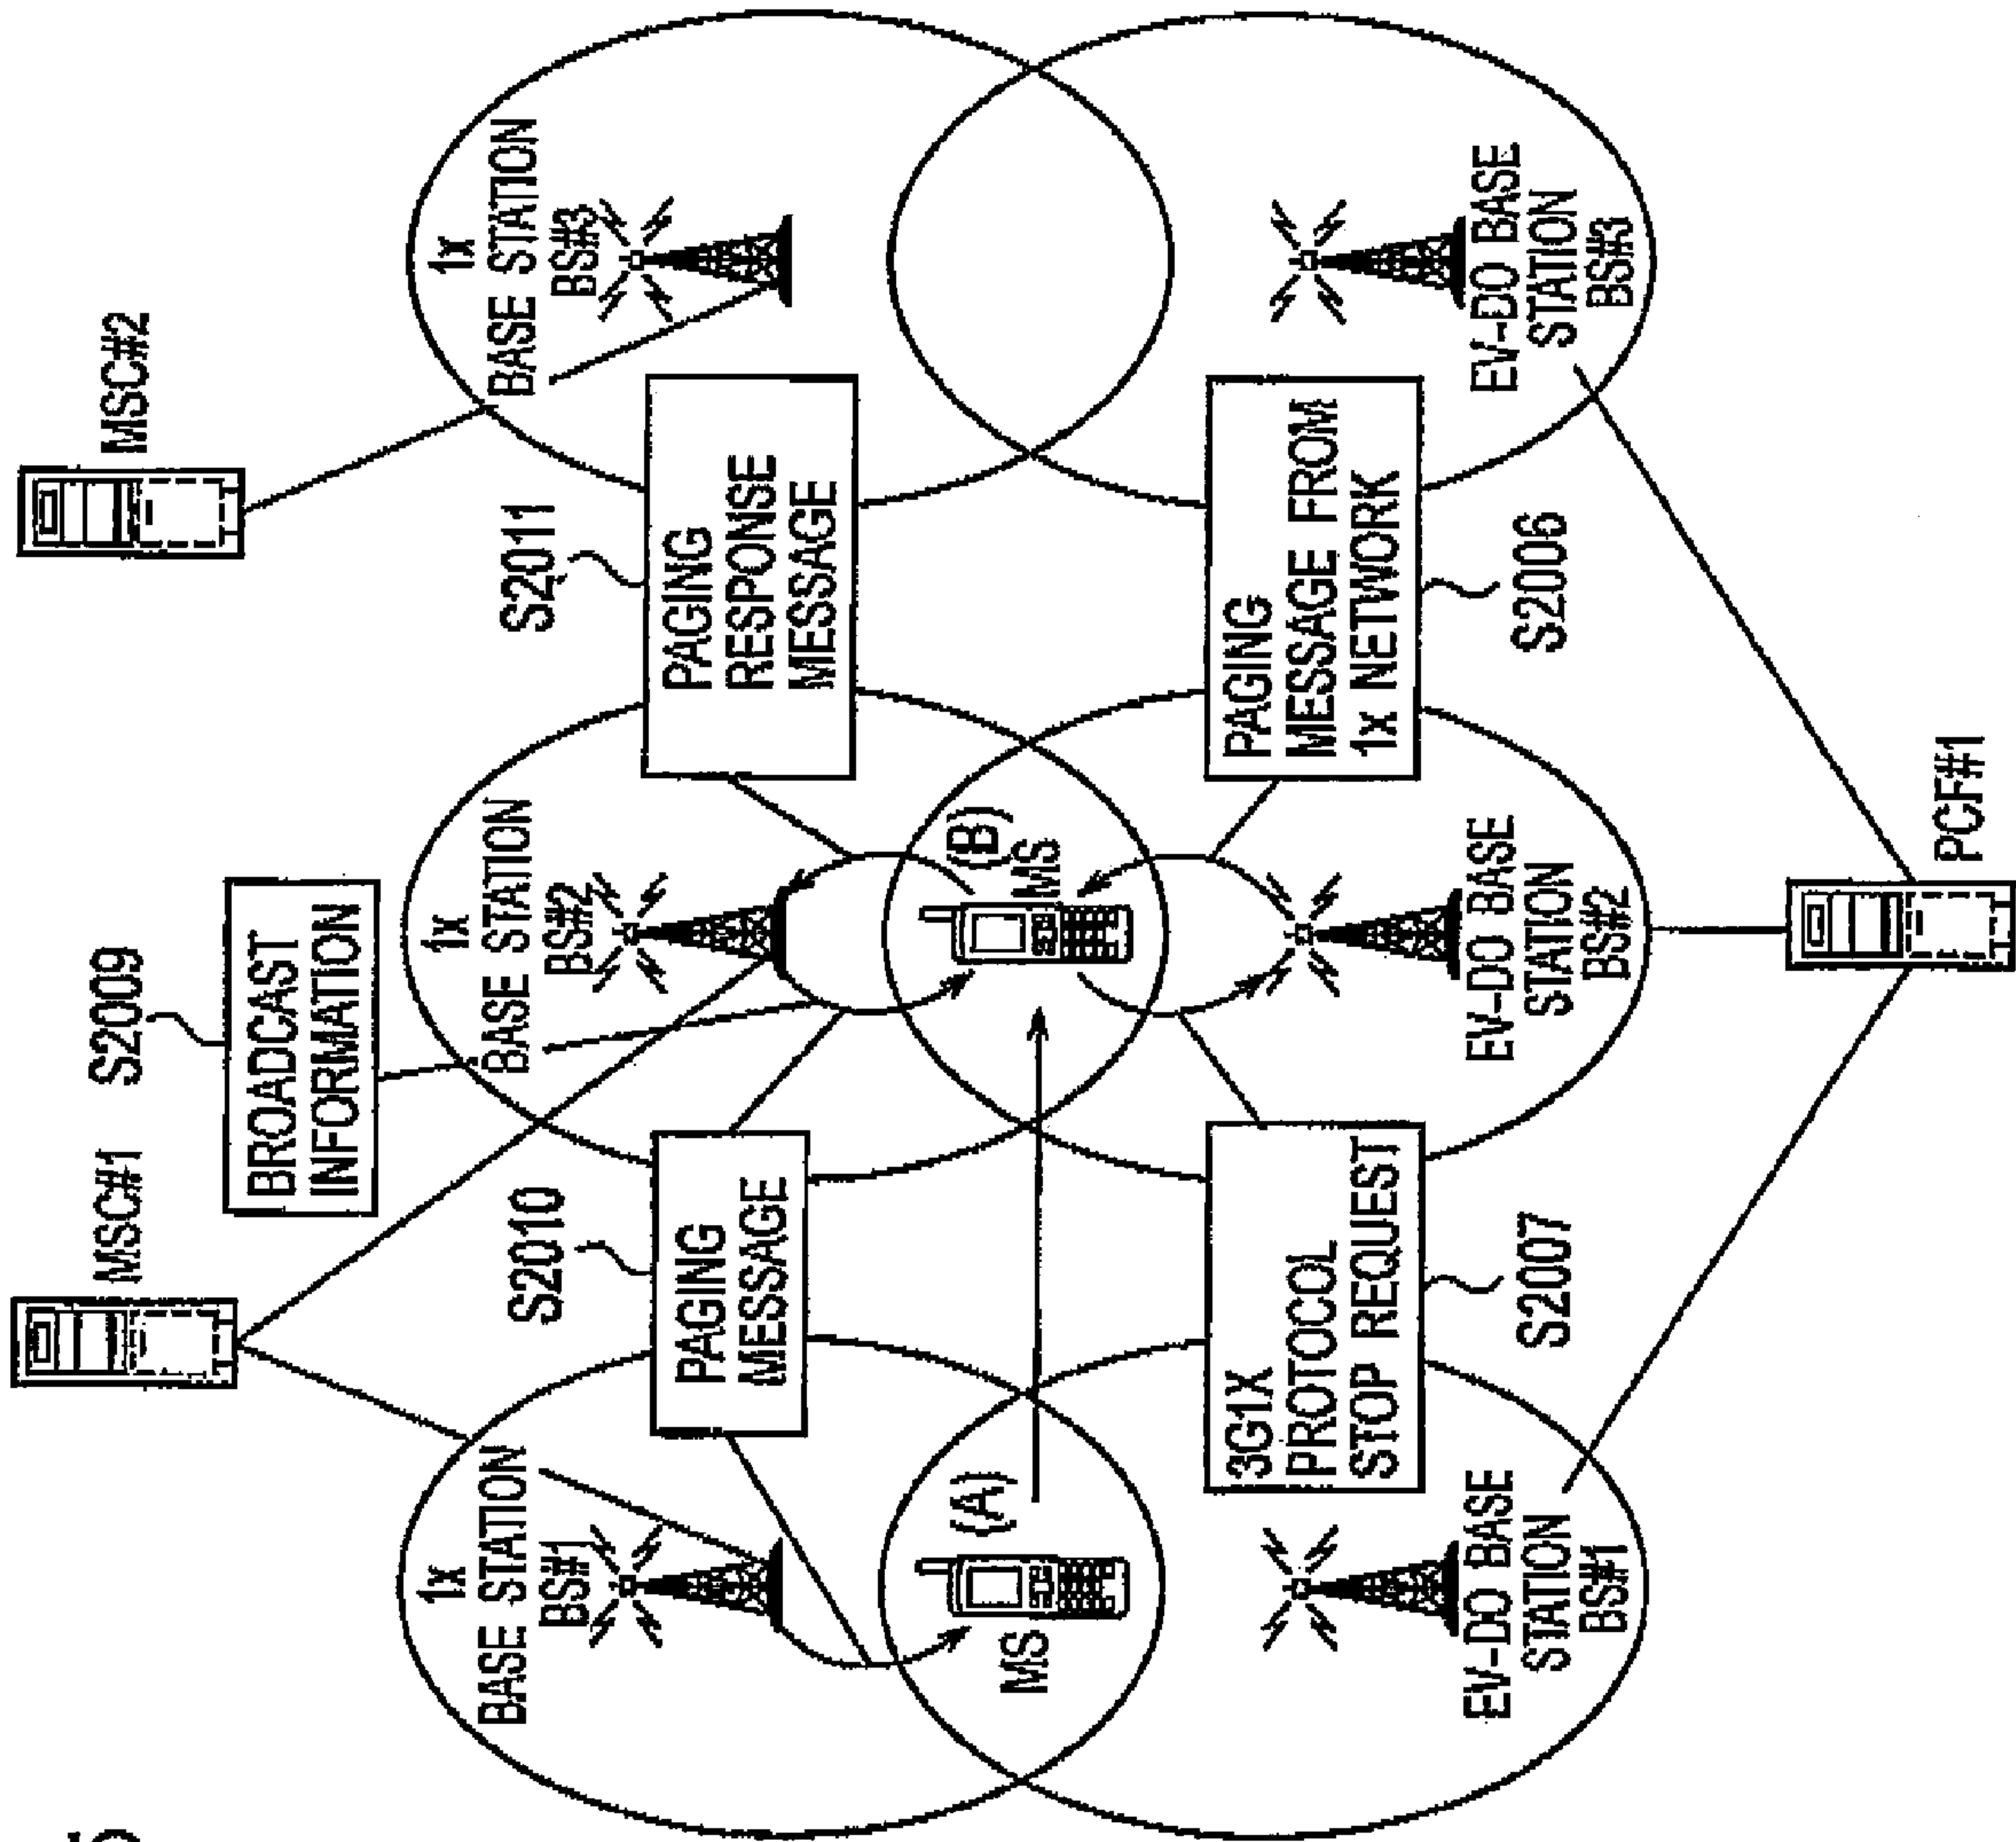 MSC#1
S2009
BROADCAST
INFORMATION
MSC#2
1x
BASE STATION
BS#1
1x
BASE STATION
BS#2
1x
BASE STATION
BS#3
S2010
PAGING
MESSAGE
S2011
PAGING
RESPONSE
MESSAGE
MS
(A)
(B)
MS
3G1X
PROTOCOL
STOP REQUEST
S2007
PAGING
MESSAGE FROM
1x NETWORK
S2006
EV-DO BASE
STATION
BS#1
EV-DO BASE
STATION
BS#2
EV-DO BASE
STATION
BS#3
PCF#1